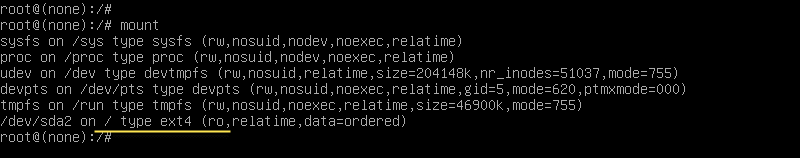 root@(none):/#
root@(none):/# mount
sysfs on /sys type sysfs (rw,nosuid,nodev,noexec,relatime)
proc on /proc type proc (rw,nosuid,nodev,noexec,relatime)
udev on /dev type devtmpfs (rw,nosuid,relatime,size=204148k,nr_inodes=51037,mode=755)
devpts on /dev/pts type devpts (rw,nosuid,noexec,relatime,gid=5,mode=620,ptmxmode=000)
tmpfs on /run type tmpfs (rw,nosuid,noexec,relatime,size=46900k,mode=755)
/dev/sda2 on / type ext4 (ro,relatime,data=ordered)
root@(none):/#